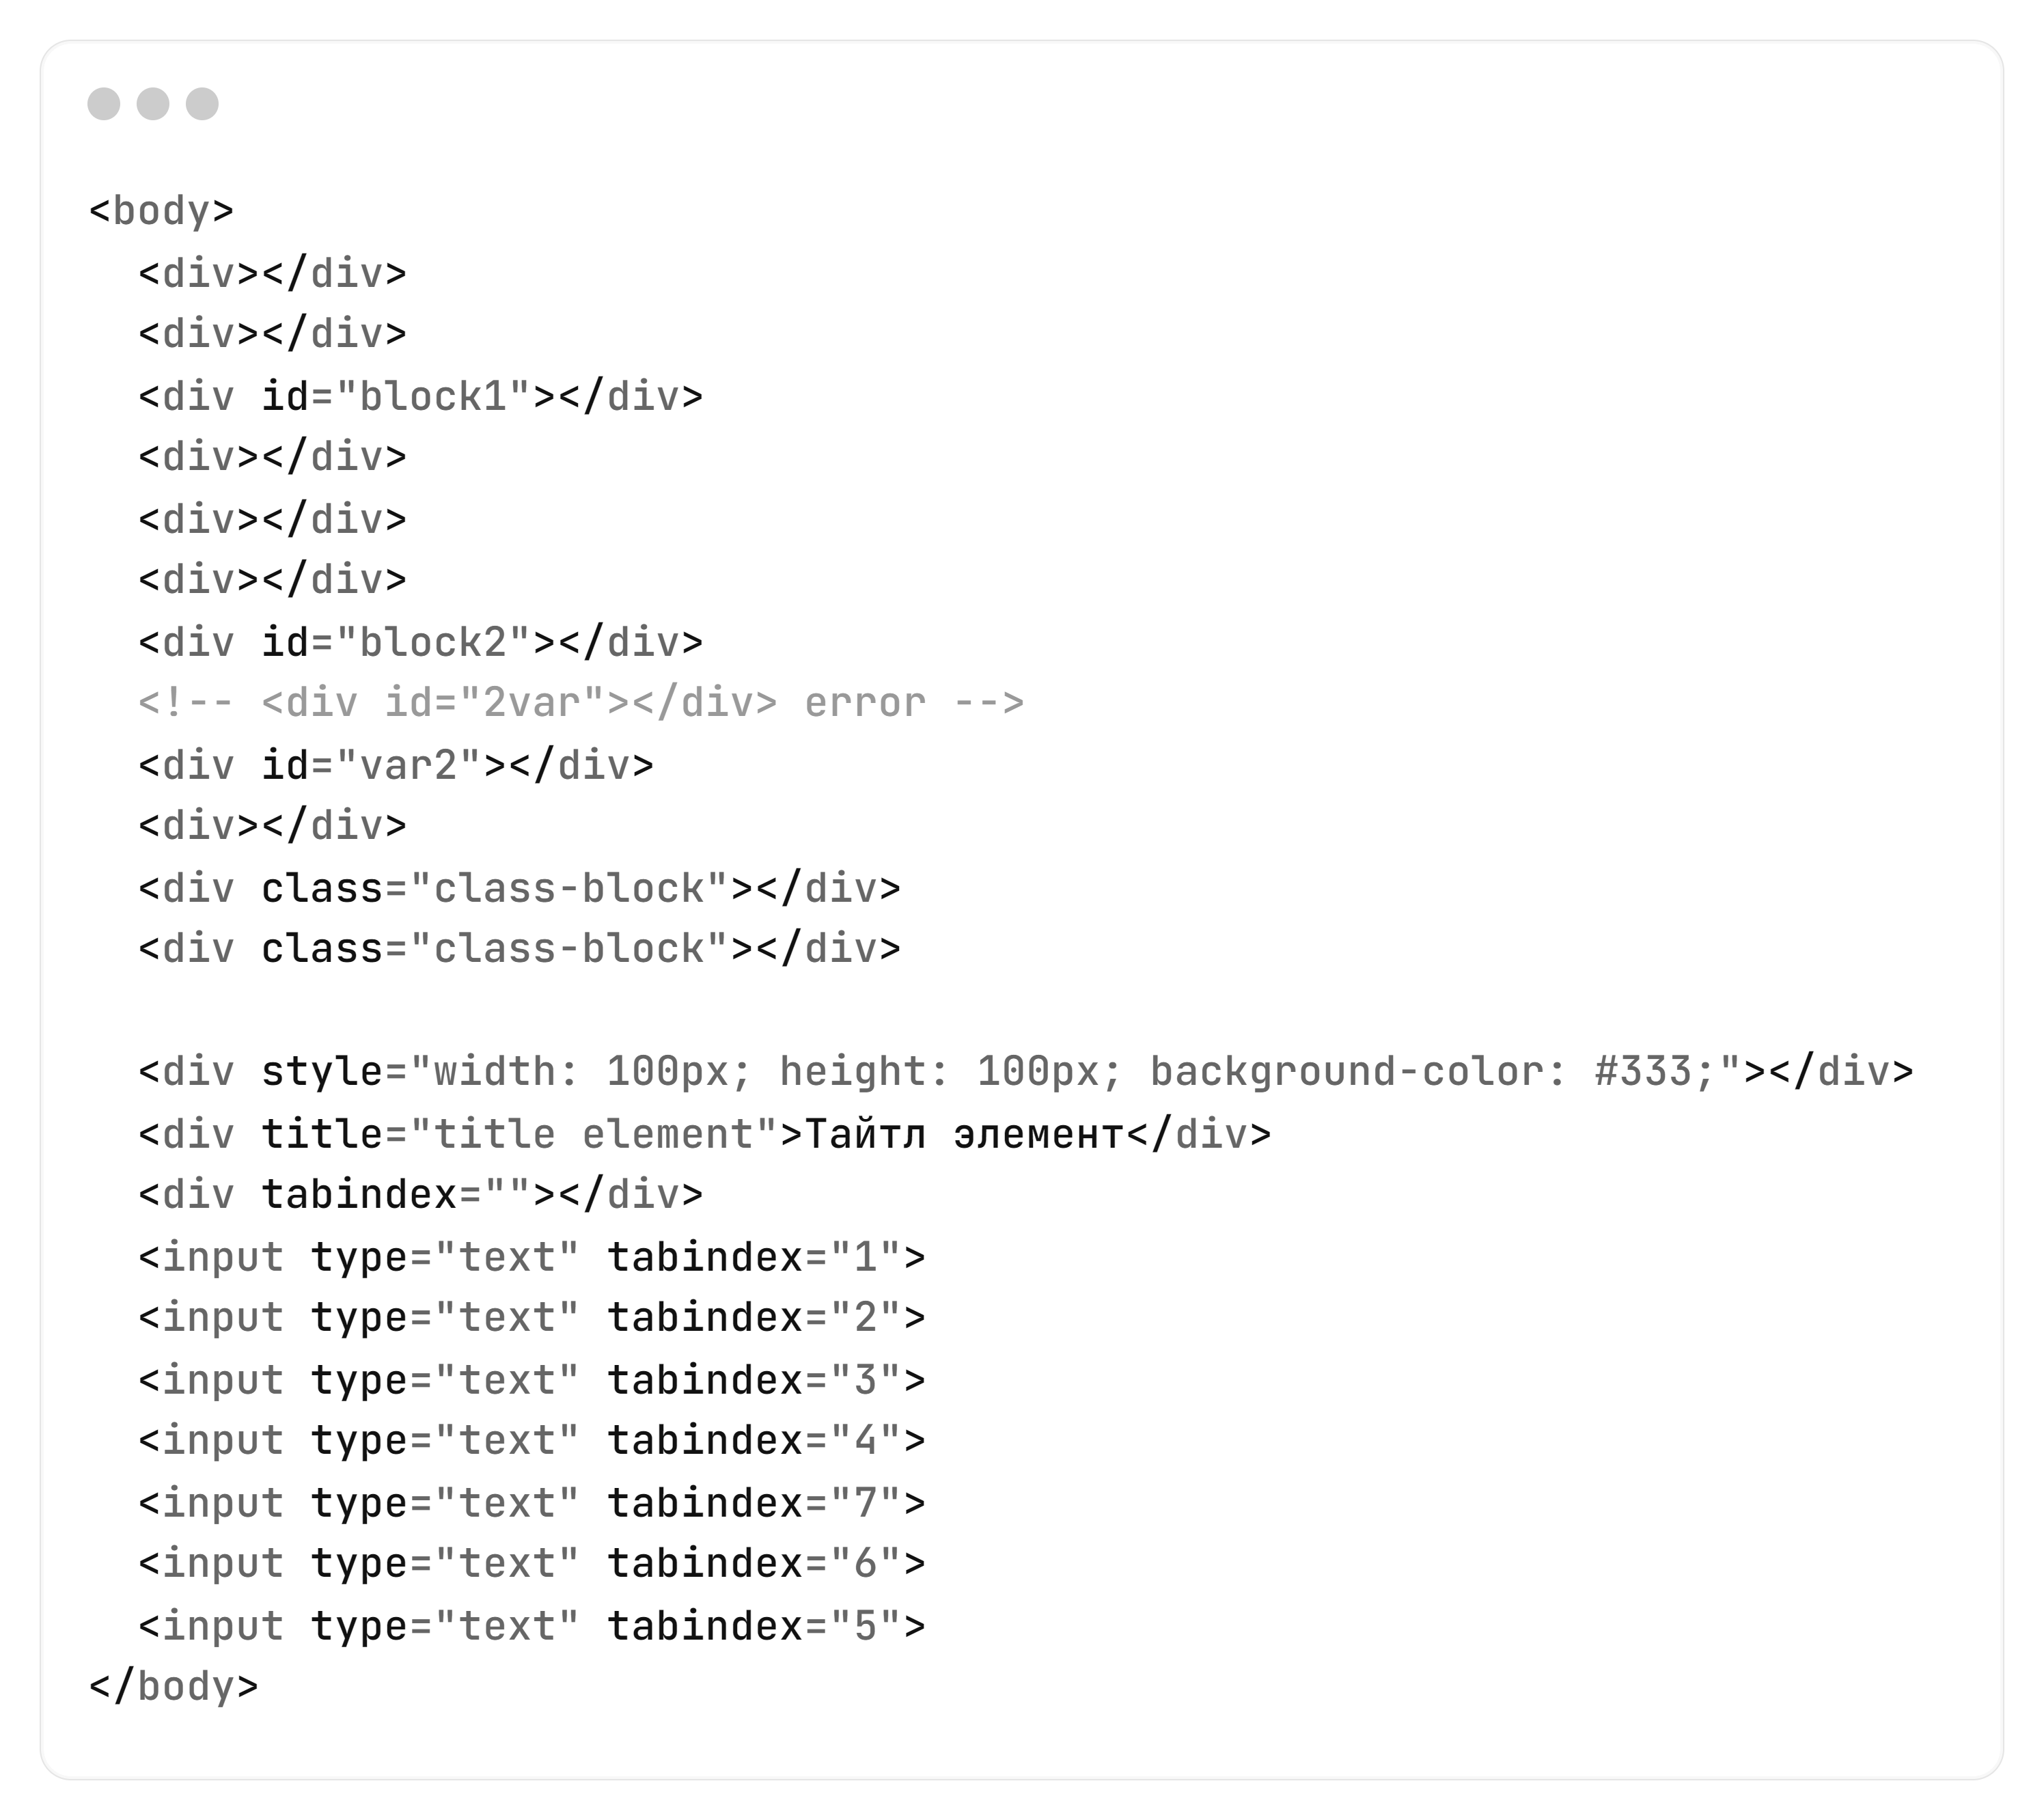 <body>
  <div></div>
  <div></div>
  <div id="block1"></div>
  <div></div>
  <div></div>
  <div></div>
  <div id="block2"></div>
  <!-- <div id="2var"></div> error -->
  <div id="var2"></div>
  <div></div>
  <div class="class-block"></div>
  <div class="class-block"></div>

  <div style="width: 100px; height: 100px; background-color: #333;"></div>
  <div title="title element">Тайтл элемент</div>
  <div tabindex=""></div>
  <input type="text" tabindex="1">
  <input type="text" tabindex="2">
  <input type="text" tabindex="3">
  <input type="text" tabindex="4">
  <input type="text" tabindex="7">
  <input type="text" tabindex="6">
  <input type="text" tabindex="5">
</body>